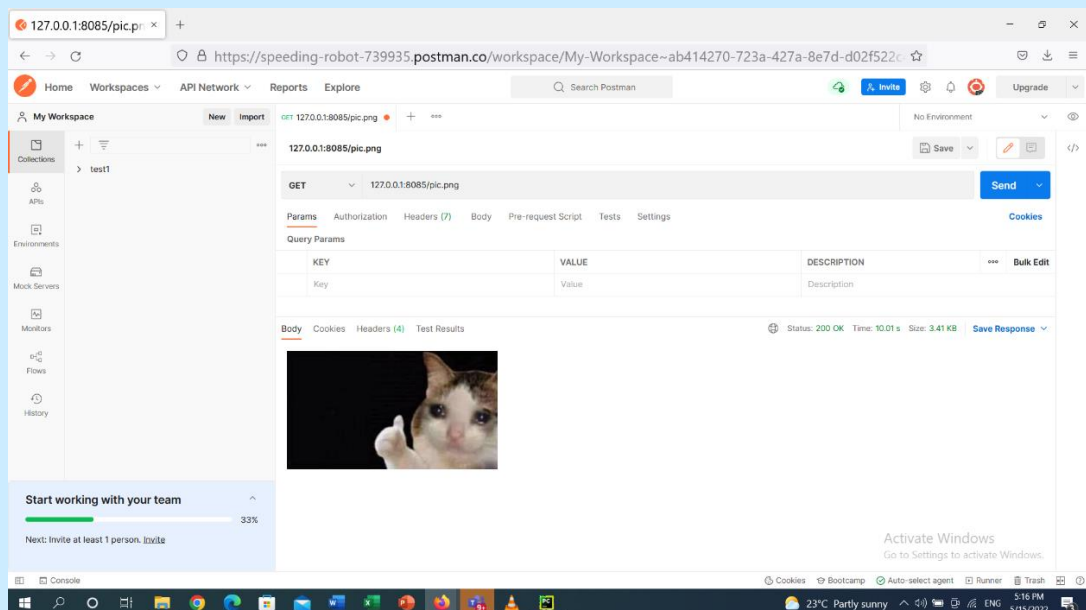 127.0.0.1:8085/pic.pn × +
https://speeding-robot-739935.postman.co/workspace/My-Workspace~ab414270-723a-427a-8e7d-d02f522c
Home Workspaces API Network Reports Explore Search Postman Invite Upgrade
My Workspace New Import GET 127.0.0.1:8085/pic.png + No Environment
Collections
APIs
Environments
Mock Servers
Monitors
Flows
History
test1
127.0.0.1:8085/pic.png Save </>
GET 127.0.0.1:8085/pic.png Send
Params Authorization Headers (7) Body Pre-request Script Tests Settings Cookies
Query Params
KEY VALUE DESCRIPTION Bulk Edit
Key Value Description
Body Cookies Headers (4) Test Results Status: 200 OK Time: 10.01 s Size: 3.41 KB Save Response
Start working with your team
33%
Next: Invite at least 1 person. Invite
Activate Windows
Go to Settings to activate Windows.
Console Cookies Bootcamp Auto-select agent Runner Trash
23°C Partly sunny ENG 5:16 PM
5/15/2022